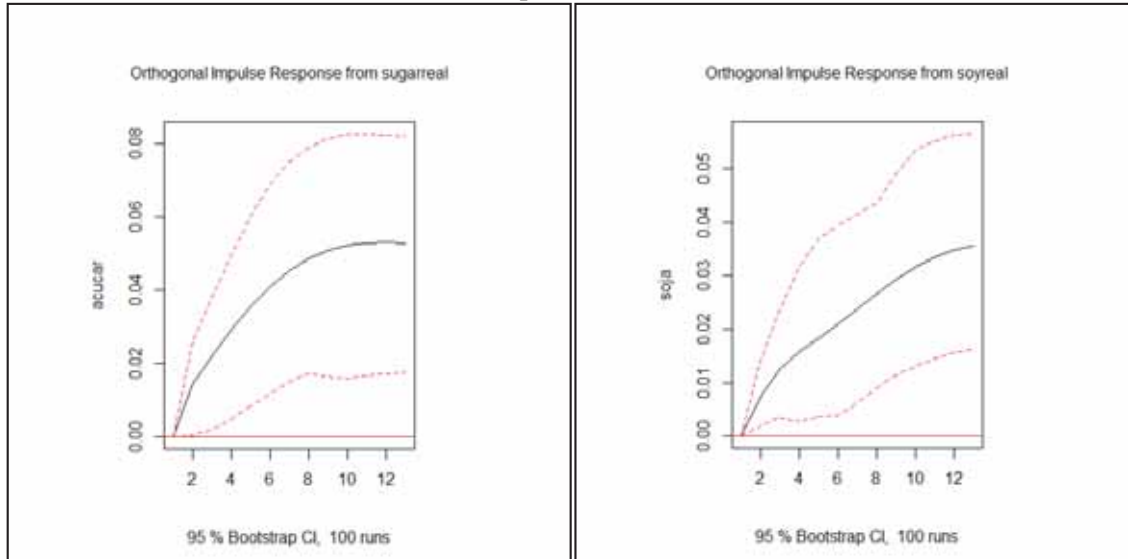 Orthogonal Impulse Response from sugarreal
acucar
0.08
0.06
0.04
0.02
0.00
2 4 6 8 10 12
95 % Bootstrap CI, 100 runs
Orthogonal Impulse Response from soyreal
soja
0.05
0.04
0.03
0.02
0.01
0.00
2 4 6 8 10 12
95 % Bootstrap CI, 100 runs